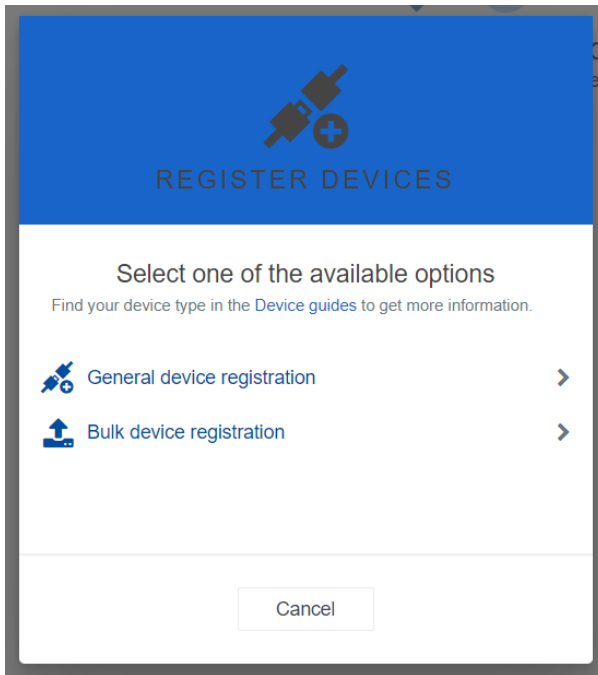 REGISTER DEVICES
Select one of the available options
Find your device type in the Device guides to get more information.
General device registration
Bulk device registration
Cancel